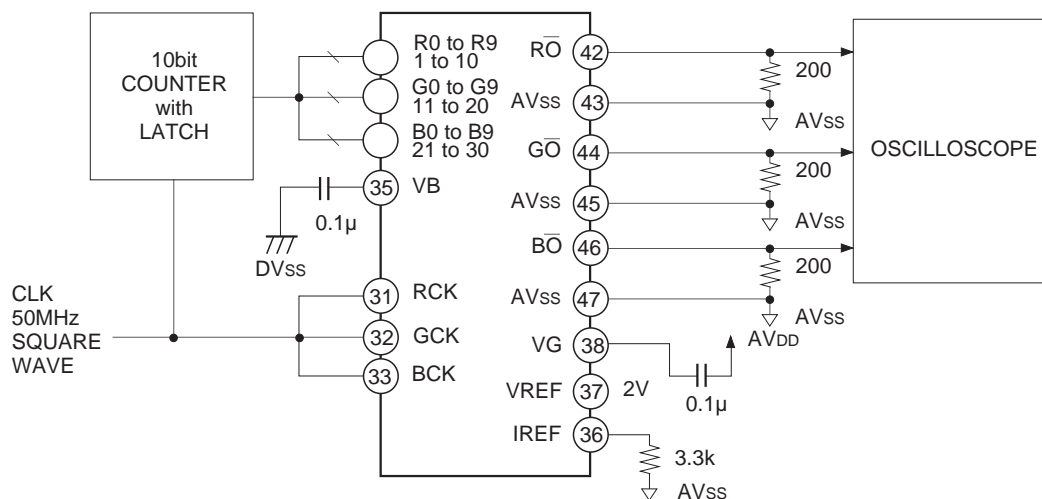 10bit
COUNTER
with
LATCH
R0 to R9
1 to 10
G0 to G9
11 to 20
B0 to B9
21 to 30
35
VB
0.1µ
DVSS
CLK
50MHz
SQUARE
WAVE
31
RCK
32
GCK
33
BCK
RO
42
200
AVSS
43
AVSS
GO
44
200
AVSS
45
AVSS
BO
46
200
AVSS
47
AVSS
VG
38
AVDD
0.1µ
VREF
37
2V
IREF
36
3.3k
AVSS
OSCILLOSCOPE